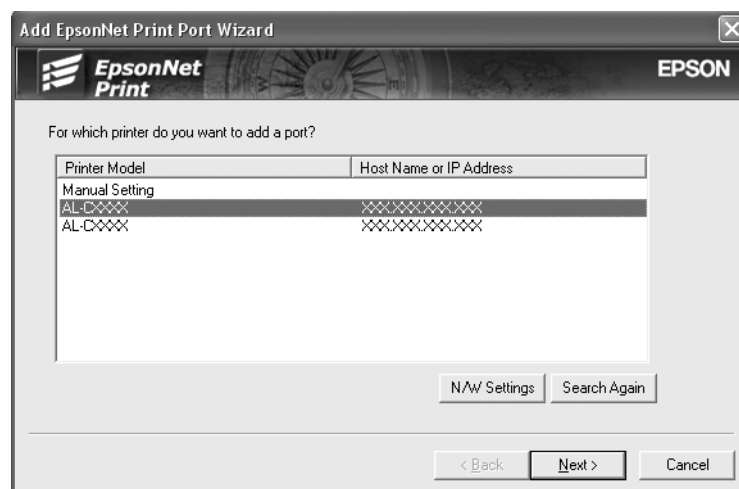 Add EpsonNet Print Port Wizard
EpsonNet
Print
EPSON
For which printer do you want to add a port?
Printer Model Host Name or IP Address
Manual Setting
AL-CXXXX XXX.XXX.XXX.XXX
AL-CXXXX XXX.XXX.XXX.XXX
N/W Settings Search Again
< Back Next > Cancel